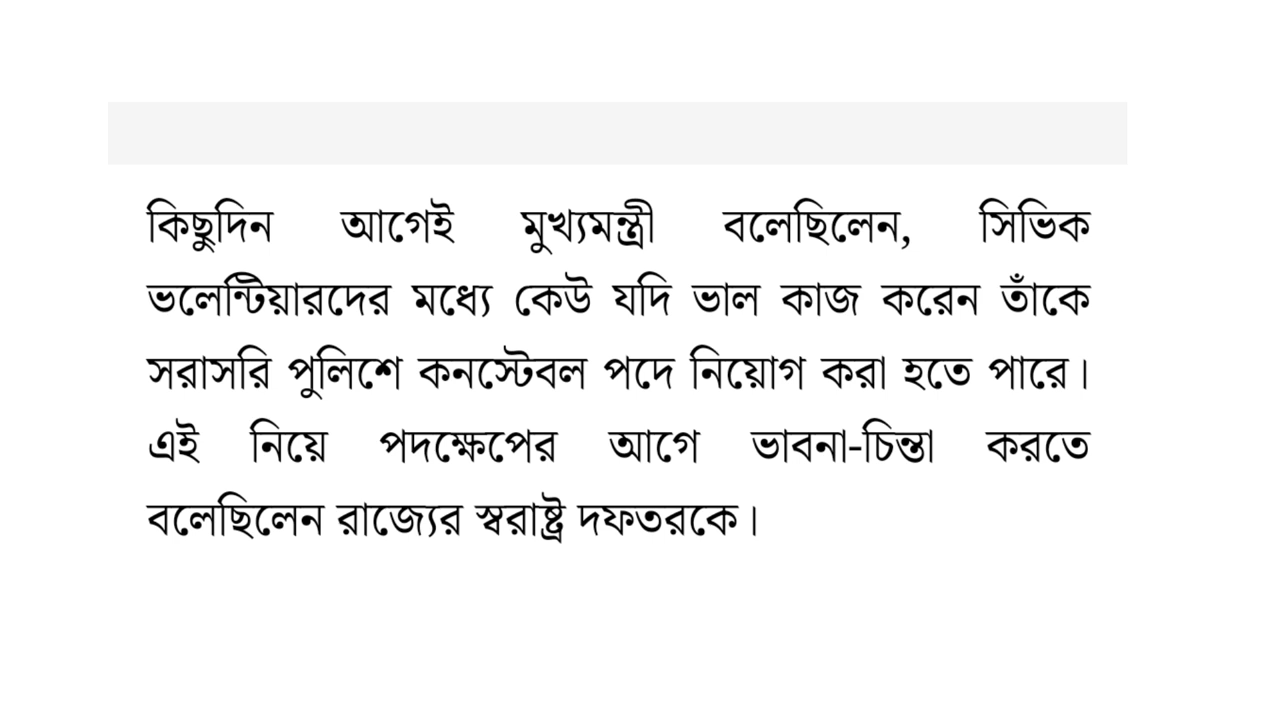 কিছুদিন আগেই মুখ্যমন্ত্রী বলেছিলেন, সিভিক
ভলেন্টিয়ারদের মধ্যে কেউ যদি ভাল কাজ করেন তাঁকে
সরাসরি পুলিশে কনস্টেবল পদে নিয়োগ করা হতে পারে।
এই নিয়ে পদক্ষেপের আগে ভাবনা-চিন্তা করতে
বলেছিলেন রাজ্যের স্বরাষ্ট্র দফতরকে।